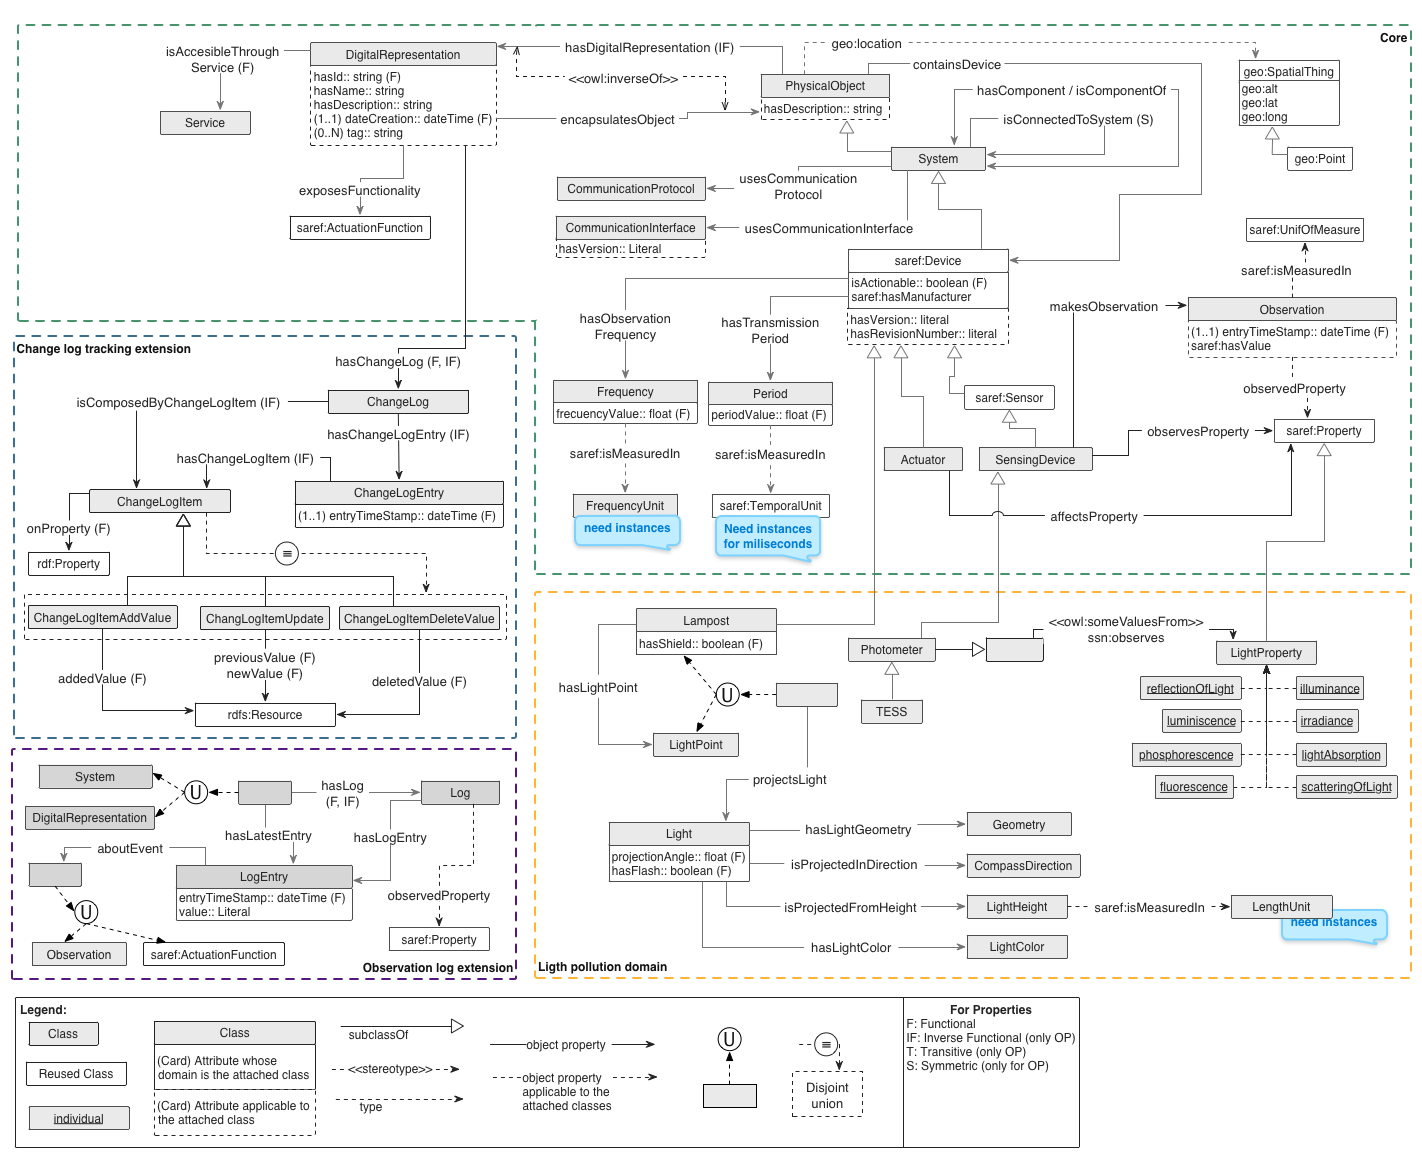 Core
isAccesibleThrough
Service (F)
Service
DigitalRepresentation
hasId:: string (F)
hasName:: string
hasDescription:: string
(1..1) dateCreation:: dateTime (F)
(0..N) tag:: string
hasDigitalRepresentation (IF)
<<owl:inverseOf>>
encapsulatesObject
exposesFunctionality
saref:ActuationFunction
geo:location
containsDevice
PhysicalObject
hasDescription:: string
hasComponent / isComponentOf
isConnectedToSystem (S)
System
geo:SpatialThing
geo:alt
geo:lat
geo:long
geo:Point
CommunicationProtocol
usesCommunication
Protocol
CommunicationInterface
hasVersion:: Literal
usesCommunicationInterface
saref:Device
isActionable:: boolean (F)
saref:hasManufacturer
hasVersion:: literal
hasRevisionNumber:: literal
saref:UnifOfMeasure
saref:isMeasuredIn
makesObservation
Observation
(1..1) entryTimeStamp:: dateTime (F)
saref:hasValue
observedProperty
hasObservation
Frequency
hasTransmission
Period
Frequency
frecuencyValue:: float (F)
Period
periodValue:: float (F)
saref:isMeasuredIn
saref:isMeasuredIn
FrequencyUnit
need instances
saref:TemporalUnit
Need instances
for miliseconds
saref:Sensor
Actuator
SensingDevice
observesProperty
saref:Property
affectsProperty
Change log tracking extension
hasChangeLog (F, IF)
isComposedByChangeLogItem (IF)
ChangeLog
hasChangeLogEntry (IF)
hasChangeLogItem (IF)
ChangeLogItem
ChangeLogEntry
(1..1) entryTimeStamp:: dateTime (F)
onProperty (F)
rdf:Property
≡
ChangeLogItemAddValue
ChangLogItemUpdate
ChangeLogItemDeleteValue
addedValue (F)
previousValue (F)
newValue (F)
deletedValue (F)
rdfs:Resource
System
DigitalRepresentation
U
hasLog
(F, IF)
Log
hasLatestEntry
hasLogEntry
aboutEvent
LogEntry
entryTimeStamp:: dateTime (F)
value:: Literal
U
observedProperty
Observation
saref:ActuationFunction
saref:Property
Observation log extension
Lampost
hasShield:: boolean (F)
hasLightPoint
U
LightPoint
Photometer
TESS
<<owl:someValuesFrom>>
ssn:observes
LightProperty
reflectionOfLight
illuminance
luminiscence
irradiance
phosphorescence
lightAbsorption
fluorescence
scatteringOfLight
projectsLight
Light
projectionAngle:: float (F)
hasFlash:: boolean (F)
hasLightGeometry
Geometry
isProjectedInDirection
CompassDirection
isProjectedFromHeight
LightHeight
saref:isMeasuredIn
LengthUnit
need instances
hasLightColor
LightColor
Ligth pollution domain
Legend:
Class
Reused Class
individual
Class
(Card) Attribute whose
domain is the attached class
(Card) Attribute applicable to
the attached class
subclassOf
<<stereotype>>
type
object property
object property
applicable to the
attached classes
U
≡
Disjoint
union
For Properties
F: Functional
IF: Inverse Functional (only OP)
T: Transitive (only OP)
S: Symmetric (only for OP)